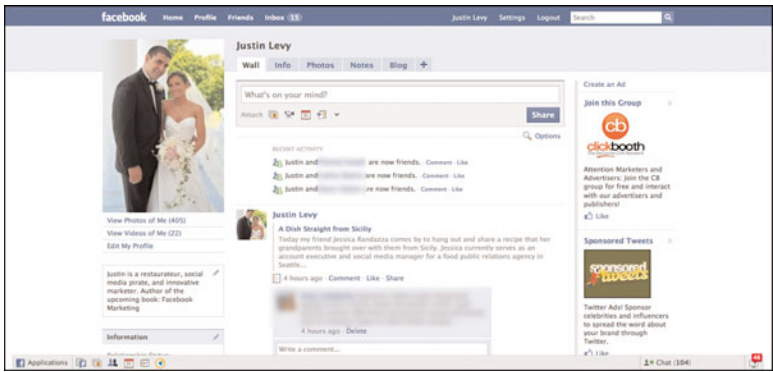 facebook Home Profile Friends Inbox 15 Justin Levy Settings Logout Search
Justin Levy
Wall Info Photos Notes Blog +
What's on your mind?
Attach Share
Options
RECENT ACTIVITY
Justin and are now friends. Comment · Like
Justin and are now friends. Comment · Like
Justin and are now friends. Comment · Like
Justin Levy
A Dish Straight from Sicilly
Today my friend Jessica Randazza comes by to hang out and share a recipe that her
grandparents brought over with them from Sicily. Jessica currently serves as an
account executive and social media manager for a food public relations agency in
Seattle...
4 hours ago · Comment · Like · Share
4 hours ago · Delete
Write a comment...
View Photos of Me (405)
View Videos of Me (22)
Edit My Profile
Justin is a restaurateur, social
media pirate, and innovative
marketer. Author of the
upcoming book: Facebook
Marketing
Information
Relationship Status:
Create an Ad
Join this Group
cb
clickbooth
Attention Marketers and
Advertisers: Join the CB
group for free and interact
with our advertisers and
publishers!
Like
Sponsored Tweets
sponsored
tweets
Twitter Ads! Sponsor
celebrities and influencers
to spread the word about
your brand through
Twitter.
Like
Applications Chat (104)